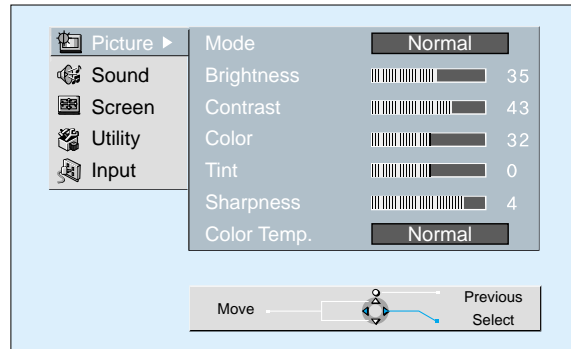 Picture
Sound
Screen
Utility
Input
Mode Normal
Brightness 35
Contrast 43
Color 32
Tint 0
Sharpness 4
Color Temp. Normal
Move
Previous
Select